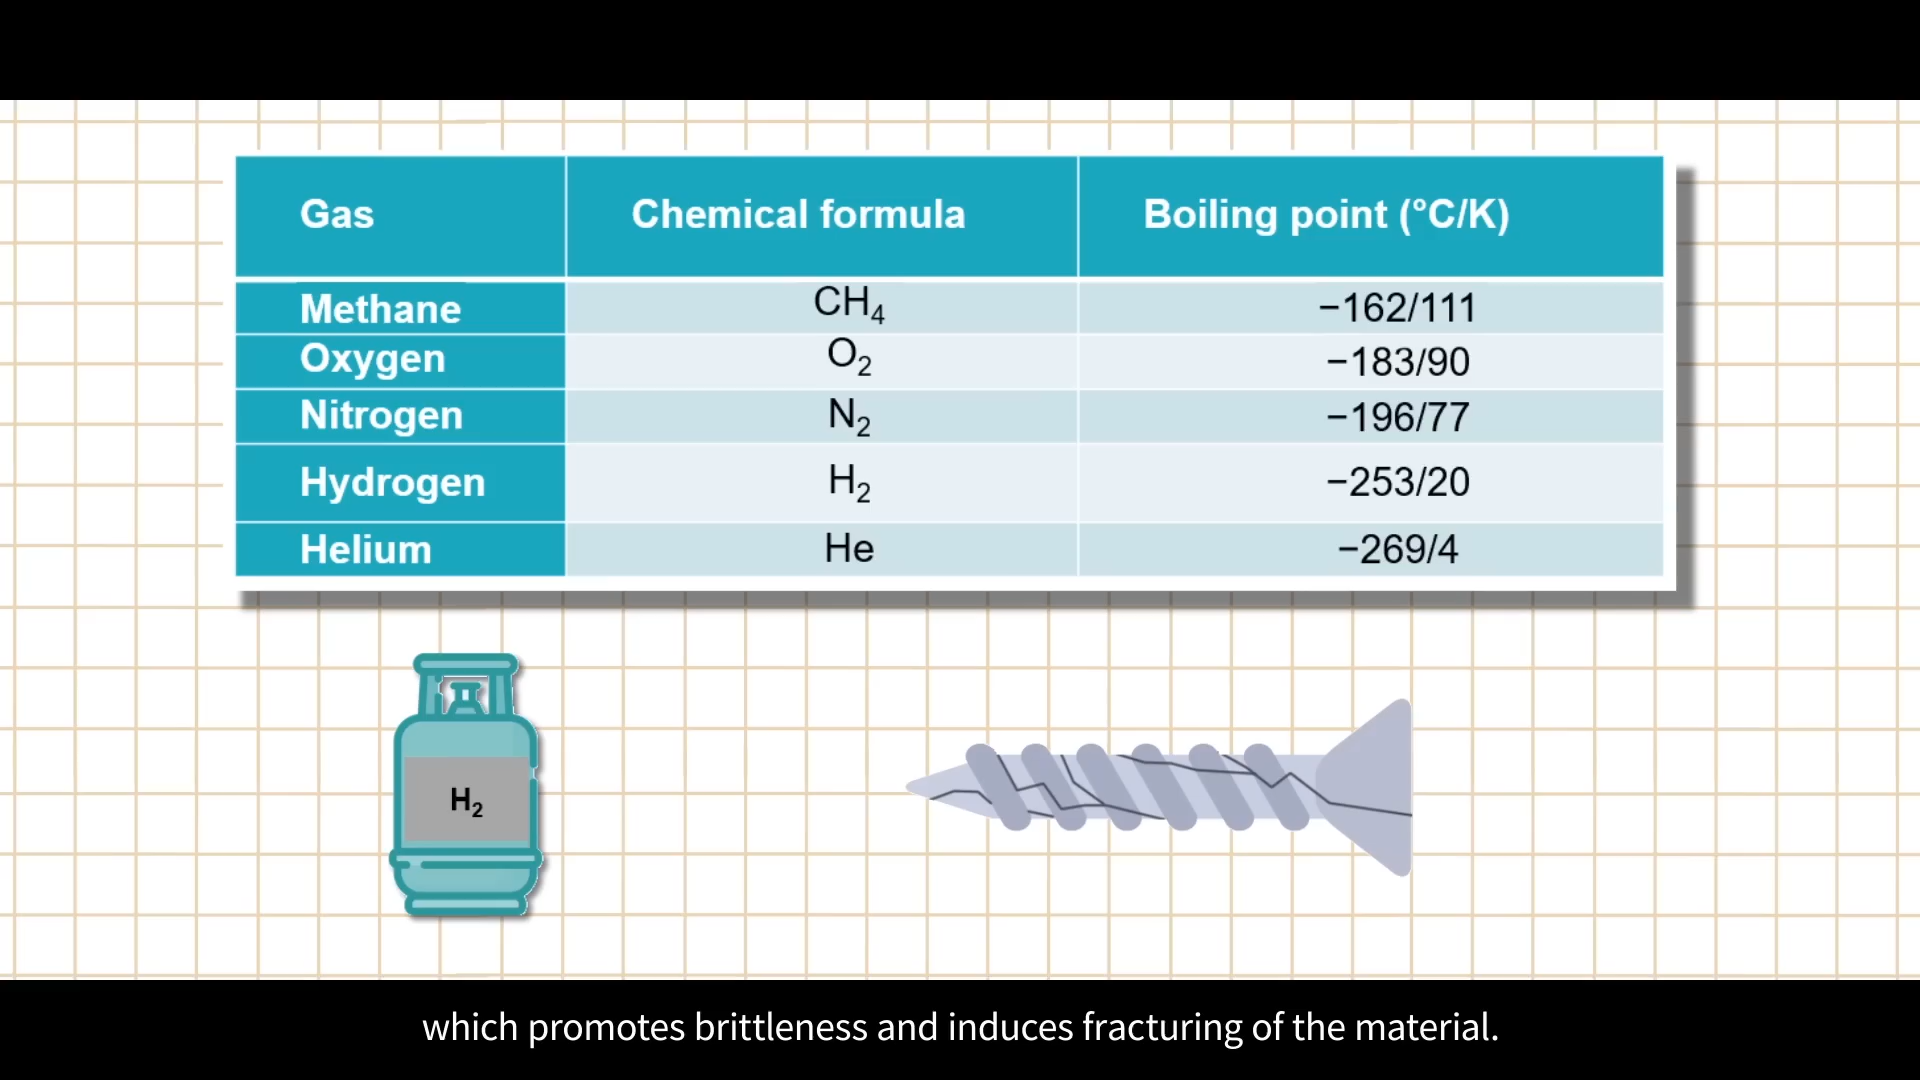 Gas Chemical formula Boiling point (°C/K)
Methane CH₄ −162/111
Oxygen O₂ −183/90
Nitrogen N₂ −196/77
Hydrogen H₂ −253/20
Helium He −269/4
H₂
which promotes brittleness and induces fracturing of the material.